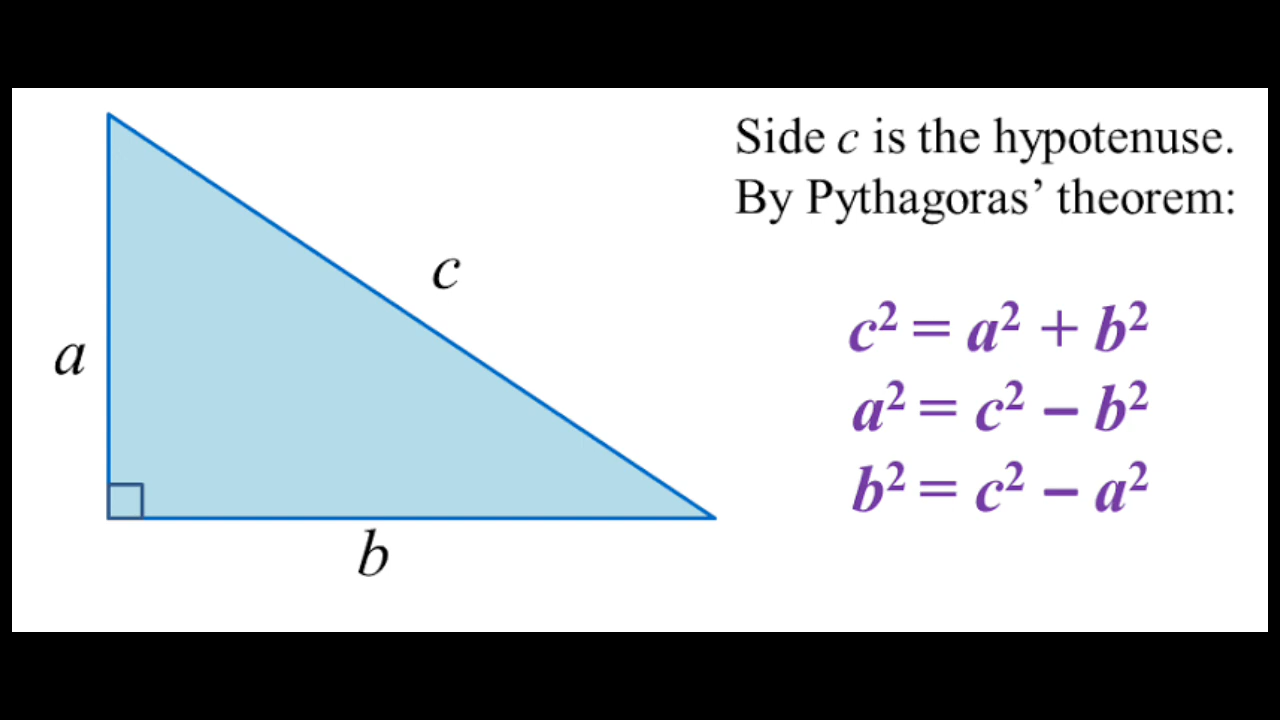 Side c is the hypotenuse.
By Pythagoras’ theorem:
c
a
b
c² = a² + b²
a² = c² − b²
b² = c² − a²